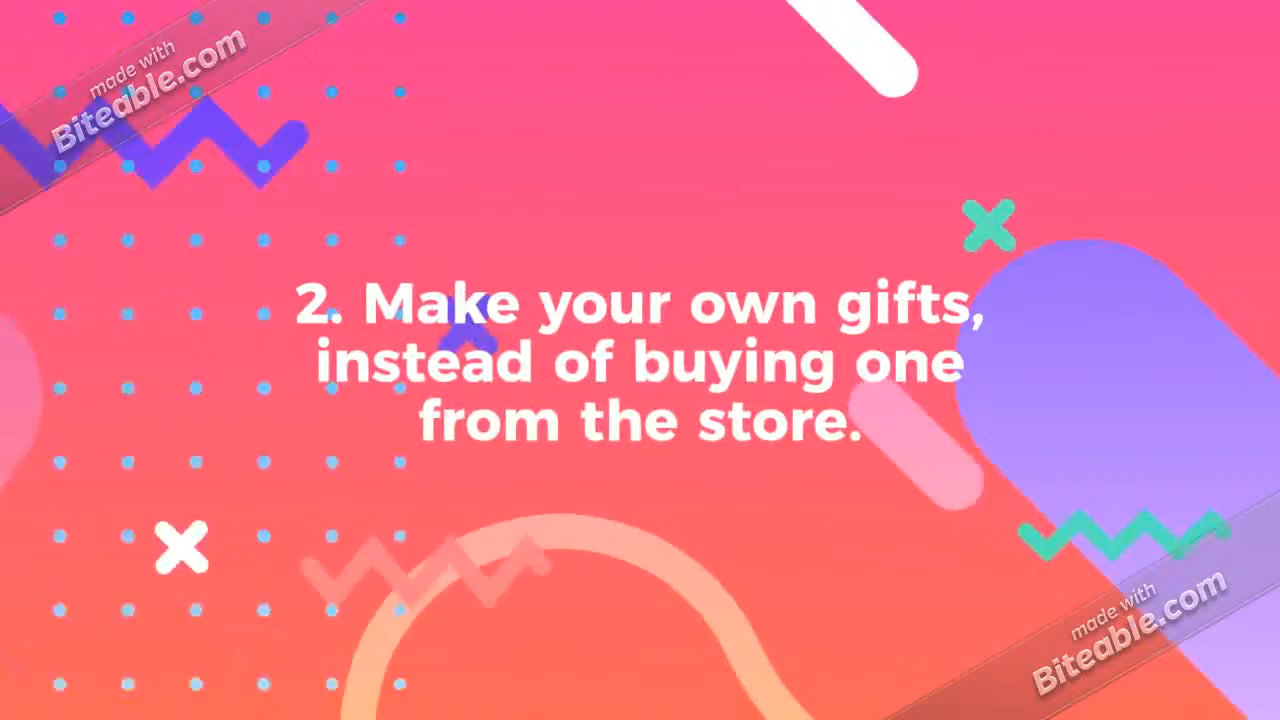 made with
Biteable.com
2. Make your own gifts,
instead of buying one
from the store.
made with
Biteable.com